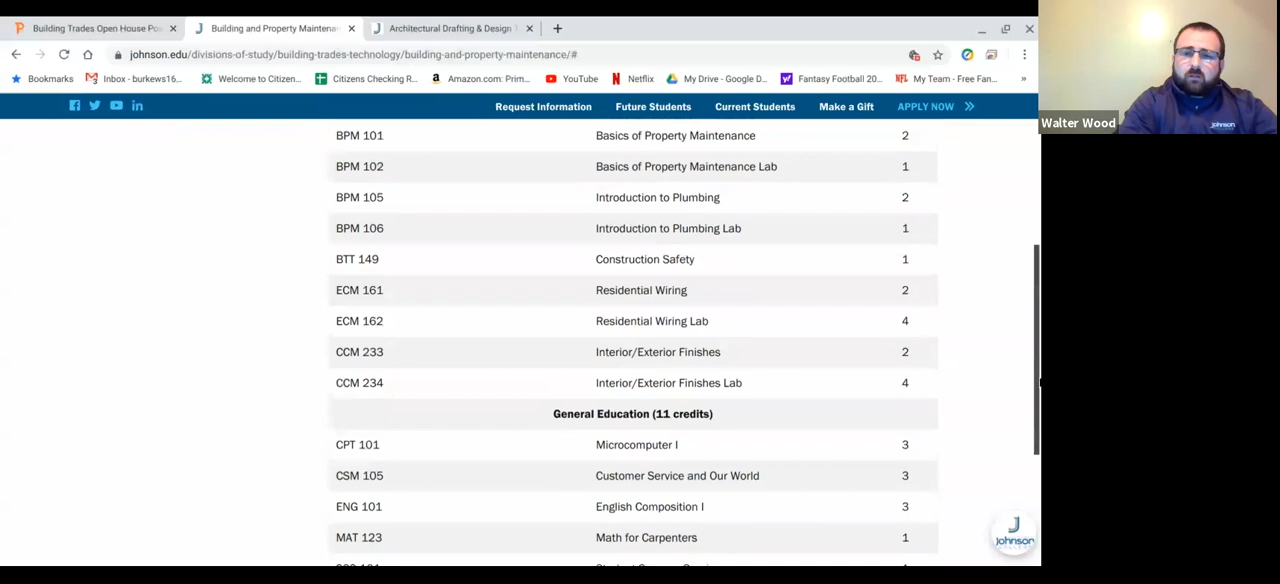 Building Trades Open House Po
Building and Property Maintena
Architectural Drafting & Design
johnson.edu/divisions-of-study/building-trades-technology/building-and-property-maintenance/#
Bookmarks
Inbox - burkews16...
Welcome to Citizen...
Citizens Checking R...
Amazon.com: Prim...
YouTube
Netflix
My Drive - Google D...
Fantasy Football 20...
My Team - Free Fan...
Request Information
Future Students
Current Students
Make a Gift
APPLY NOW
Walter Wood
johnson
BPM 101 Basics of Property Maintenance 2
BPM 102 Basics of Property Maintenance Lab 1
BPM 105 Introduction to Plumbing 2
BPM 106 Introduction to Plumbing Lab 1
BTT 149 Construction Safety 1
ECM 161 Residential Wiring 2
ECM 162 Residential Wiring Lab 4
CCM 233 Interior/Exterior Finishes 2
CCM 234 Interior/Exterior Finishes Lab 4
General Education (11 credits)
CPT 101 Microcomputer I 3
CSM 105 Customer Service and Our World 3
ENG 101 English Composition I 3
MAT 123 Math for Carpenters 1
Johnson